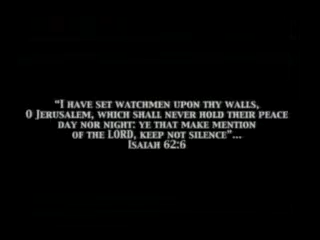 "I have set watchmen upon thy walls,
O Jerusalem, which shall never hold their peace
day nor night: ye that make mention
of the LORD, keep not silence"...
Isaiah 62:6